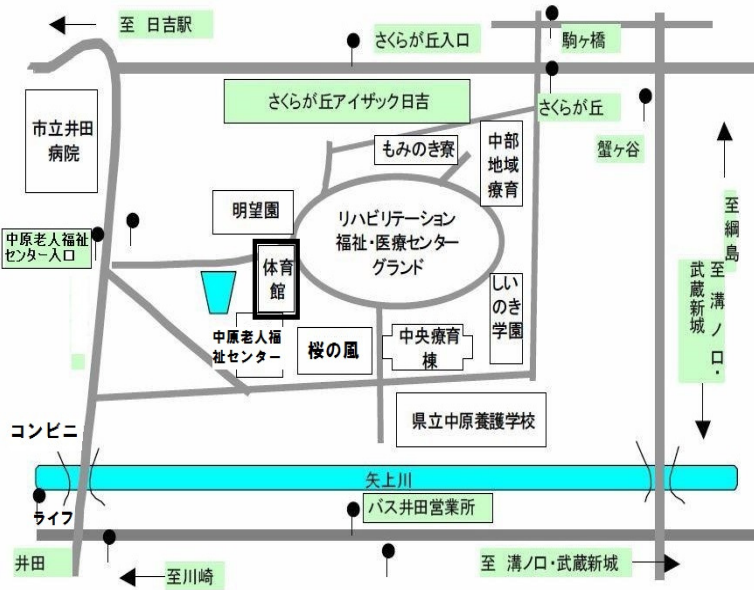 至 日吉駅
さくらが丘入口
駒ヶ橋
さくらが丘アイザック日吉
さくらが丘
市立井田
病院
もみのき寮
中部
地域
療育
蟹ヶ谷
明望園
リハビリテーション
福祉・医療センター
グランド
至綱島
中原老人福祉
センター入口
体育
館
至溝ノ口・
武蔵新城
しい
のき
学園
中原老人福
祉センター
桜の風
中央療育
棟
県立中原養護学校
コンビニ
矢上川
ライフ
バス井田営業所
井田
至川崎
至 溝ノ口・武蔵新城